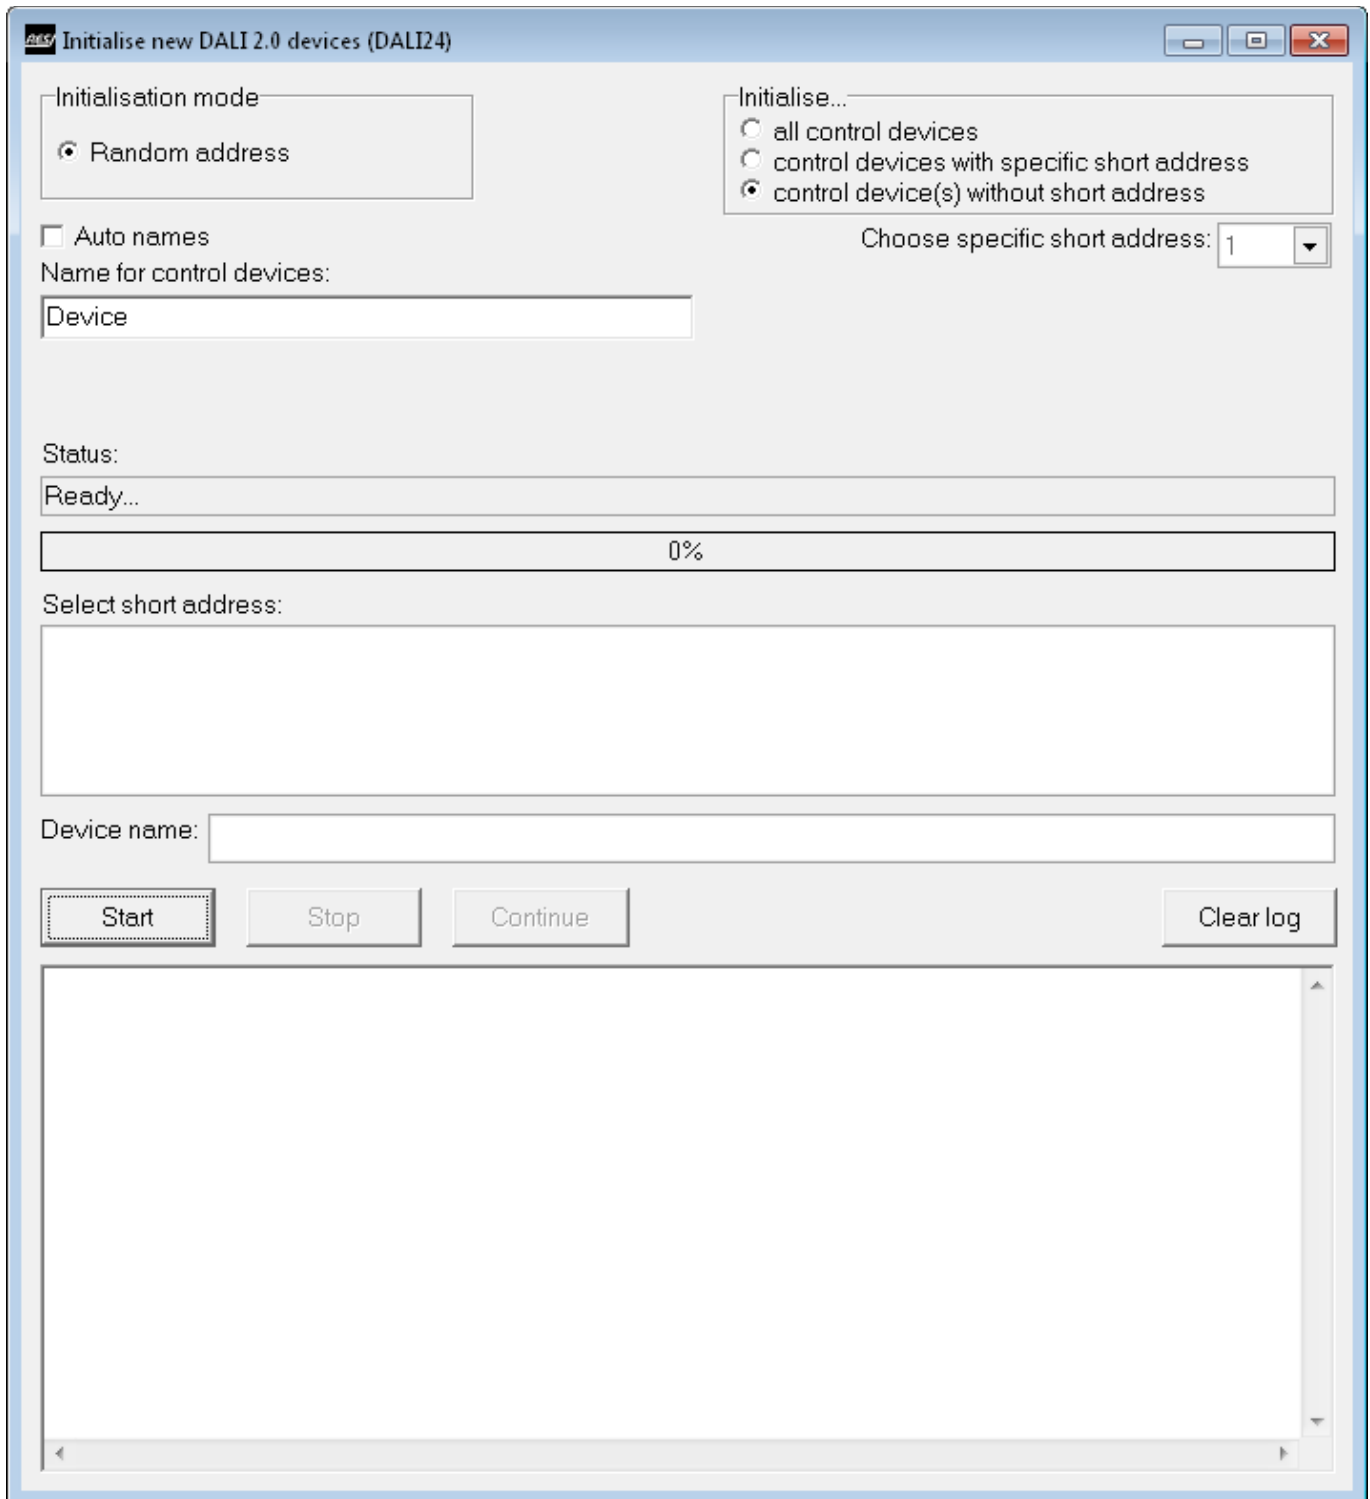 Initialise new DALI 2.0 devices (DALI24)
Initialisation mode
Random address
Initialise...
all control devices
control devices with specific short address
control device(s) without short address
Auto names
Choose specific short address: 1
Name for control devices:
Device
Status:
Ready...
0%
Select short address:
Device name:
Start Stop Continue Clear log